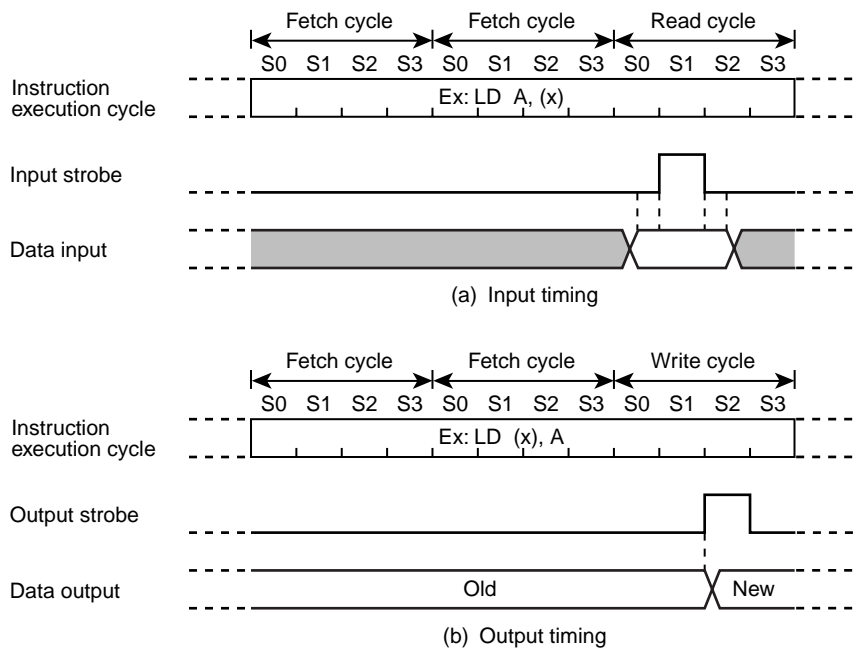 Fetch cycle Fetch cycle Read cycle
S0 S1 S2 S3 S0 S1 S2 S3 S0 S1 S2 S3
Instruction
execution cycle
Ex: LD A, (x)
Input strobe
Data input
(a) Input timing
Fetch cycle Fetch cycle Write cycle
S0 S1 S2 S3 S0 S1 S2 S3 S0 S1 S2 S3
Instruction
execution cycle
Ex: LD (x), A
Output strobe
Data output Old New
(b) Output timing